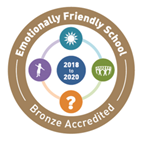 Emotionally Friendly School
2018
to
2020
?
Bronze Accredited